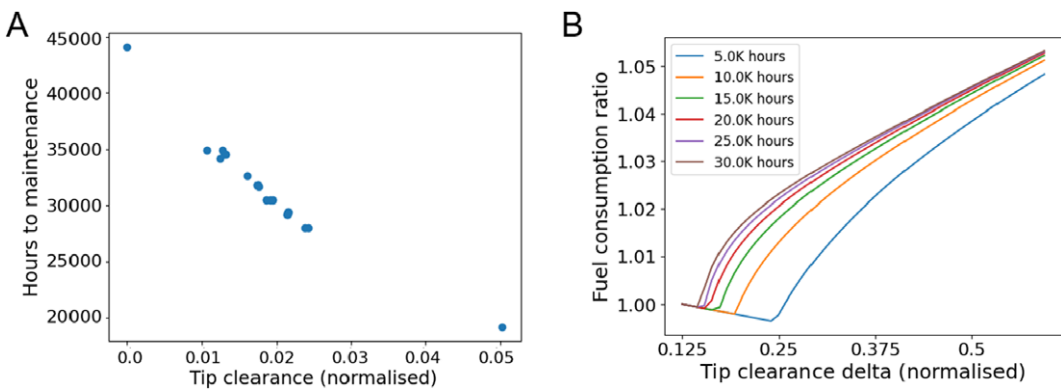 A
Hours to maintenance
45000
40000
35000
30000
25000
20000
0.0 0.01 0.02 0.03 0.04 0.05
Tip clearance (normalised)
B
Fuel consumption ratio
1.05
1.04
1.03
1.02
1.01
1.00
5.0K hours
10.0K hours
15.0K hours
20.0K hours
25.0K hours
30.0K hours
0.125 0.25 0.375 0.5
Tip clearance delta (normalised)